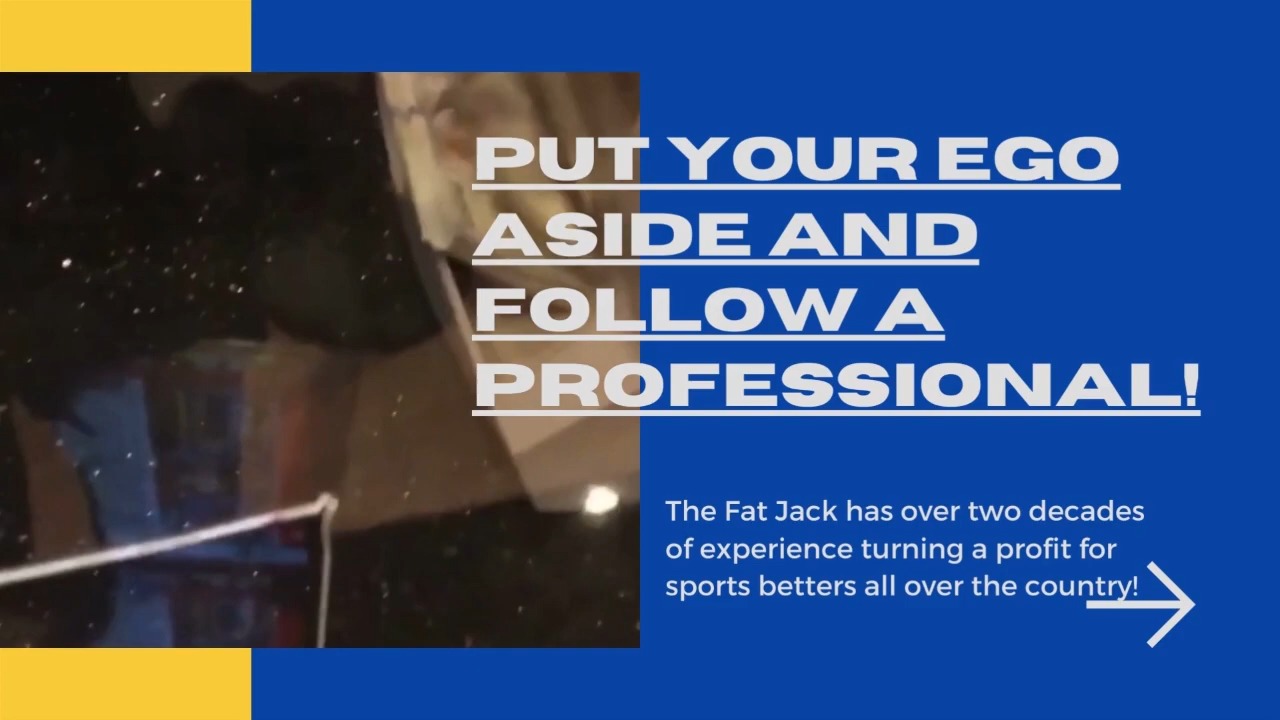 PUT YOUR EGO
ASIDE AND
FOLLOW A
PROFESSIONAL!
The Fat Jack has over two decades
of experience turning a profit for
sports betters all over the country!